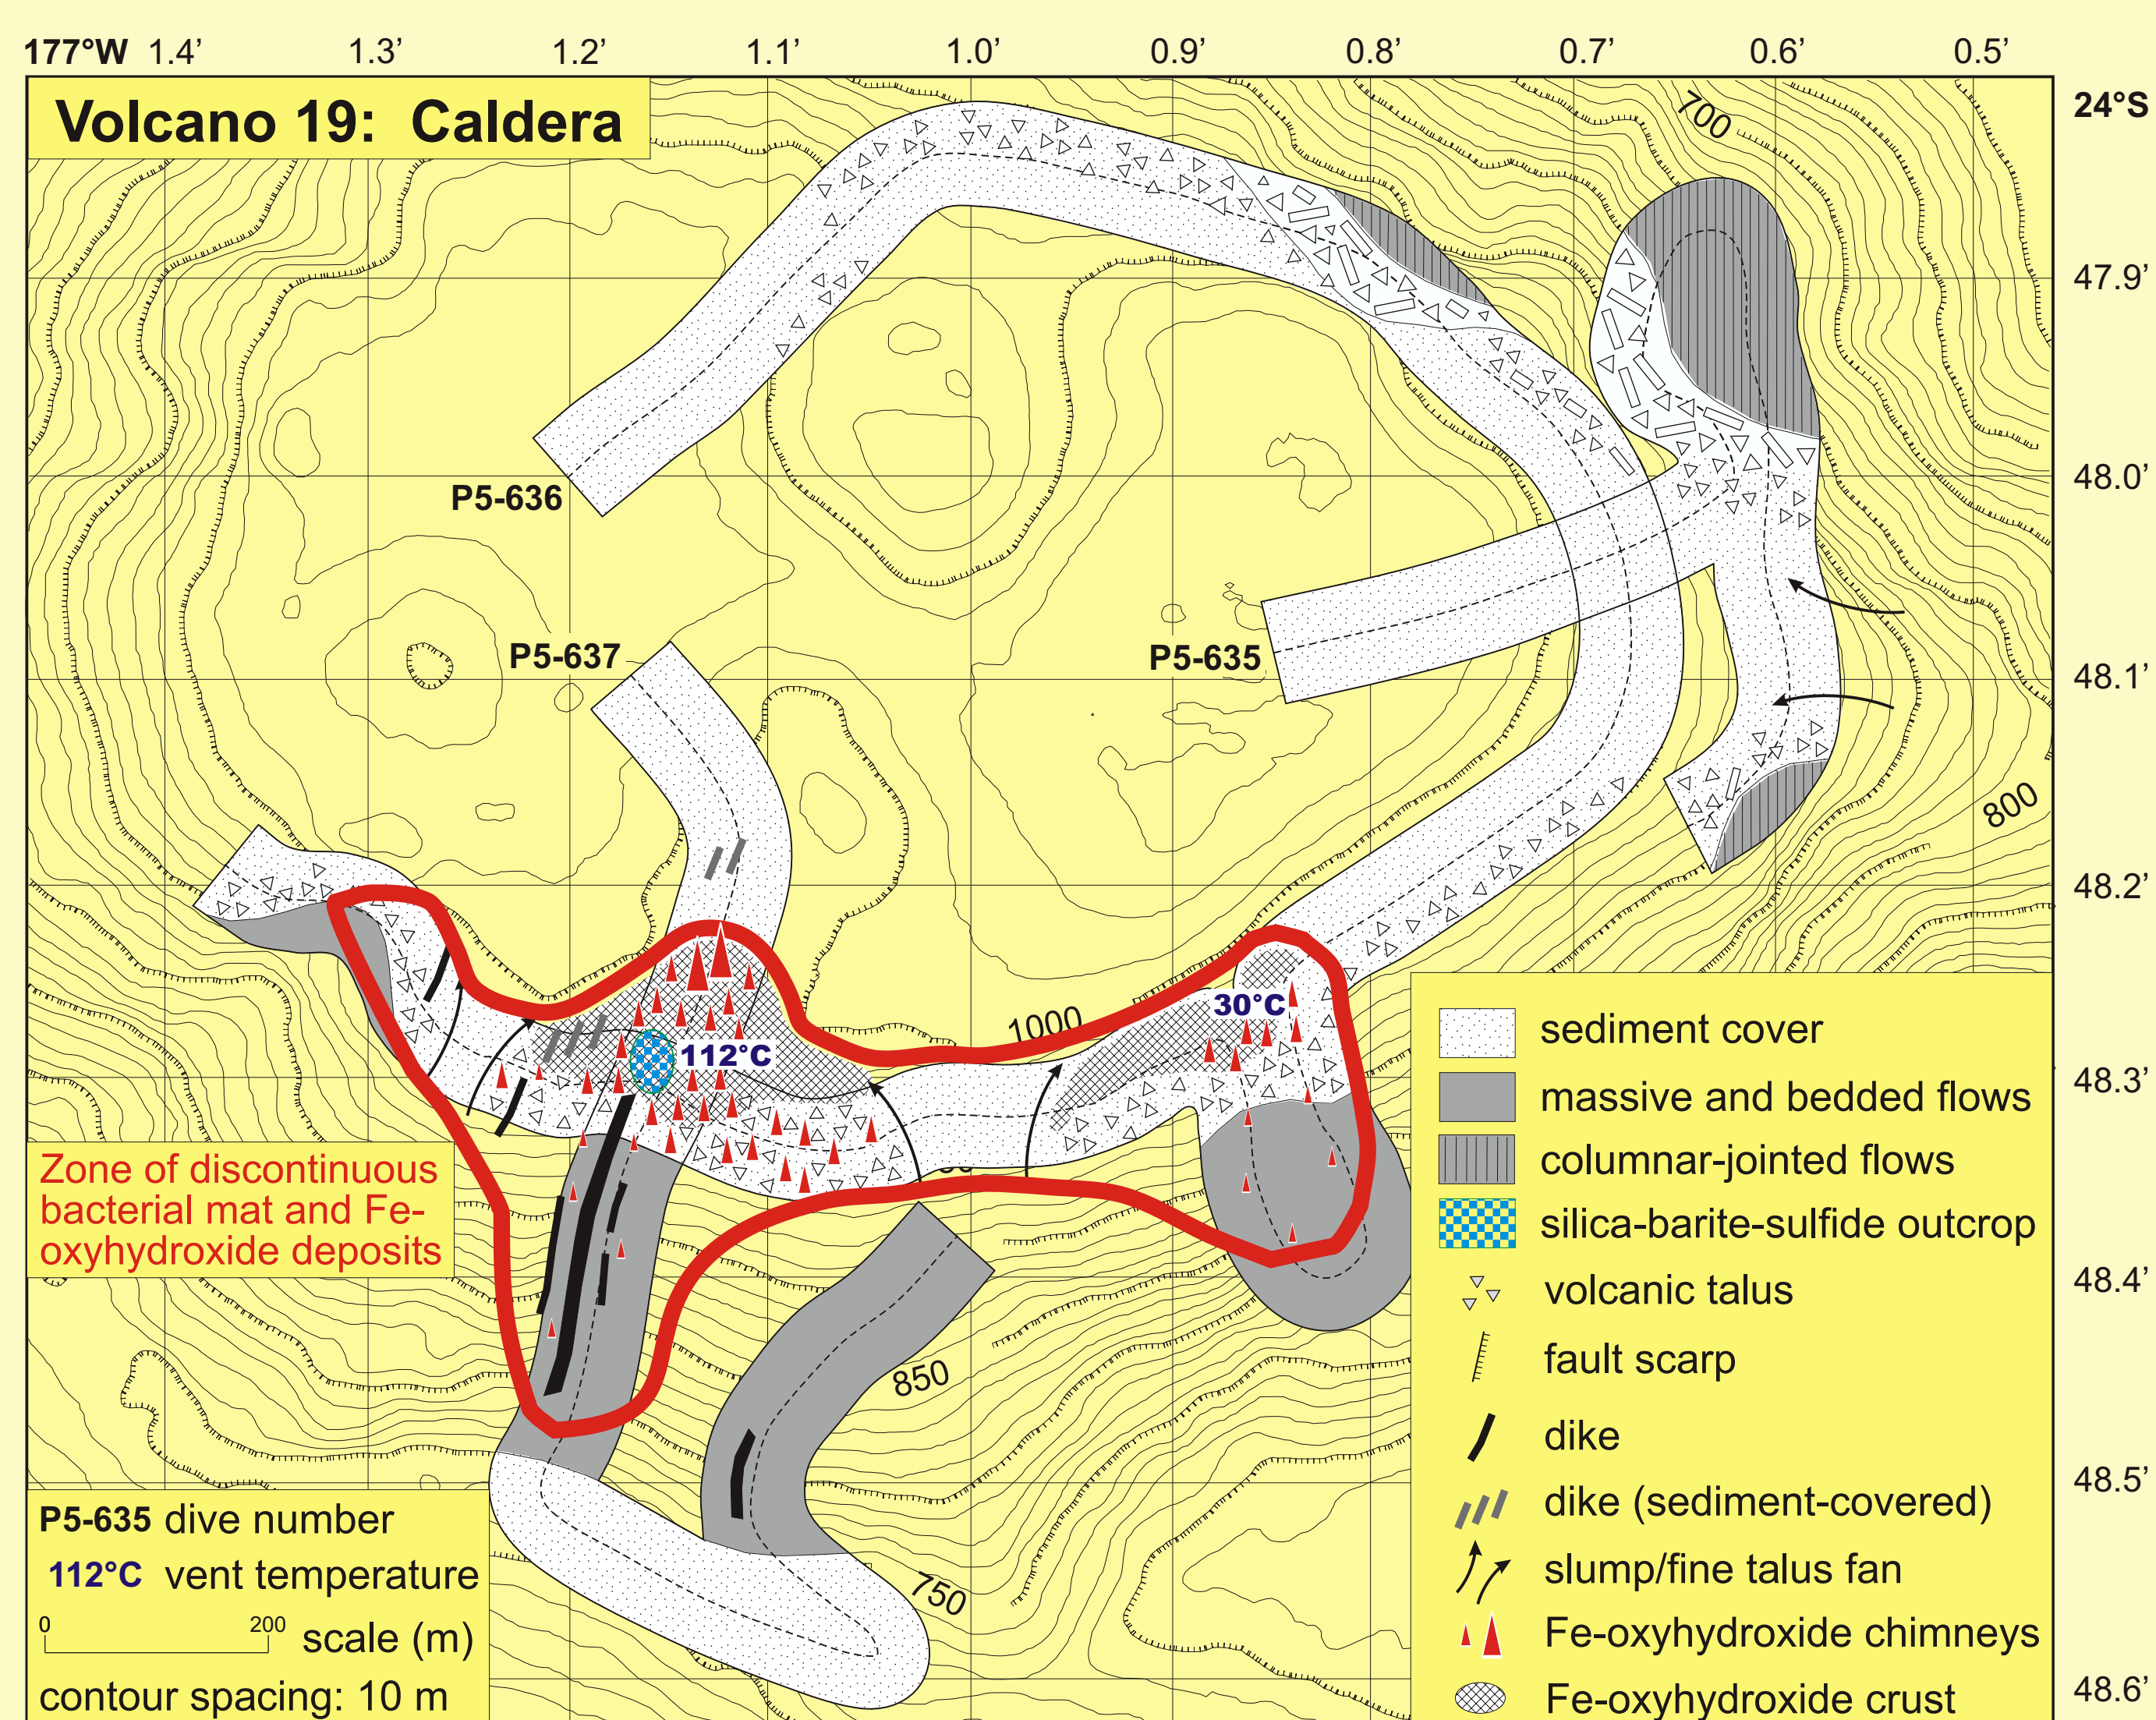 177°W 1.4’ 1.3’ 1.2’ 1.1’ 1.0’ 0.9’ 0.8’ 0.7’ 0.6’ 0.5’
Volcano 19: Caldera
24°S
700
47.9’
48.0’
P5-636
P5-637
P5-635
48.1’
800
48.2’
30°C
1000
112°C
48.3’
Zone of discontinuous
bacterial mat and Fe-
oxyhydroxide deposits
48.4’
850
48.5’
750
48.6’
sediment cover
massive and bedded flows
columnar-jointed flows
silica-barite-sulfide outcrop
volcanic talus
fault scarp
dike
dike (sediment-covered)
slump/fine talus fan
Fe-oxyhydroxide chimneys
Fe-oxyhydroxide crust
P5-635 dive number
112°C vent temperature
0 200 scale (m)
contour spacing: 10 m